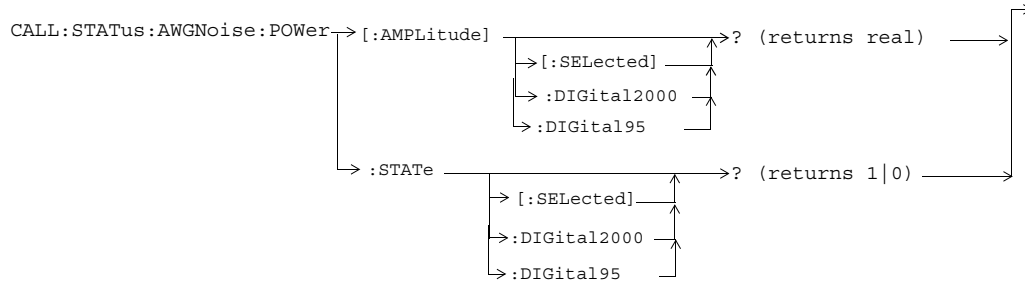 CALL:STATus:AWGNoise:POWer
[:AMPLitude]
? (returns real)
[:SELected]
:DIGital2000
:DIGital95
:STATe
? (returns 1|0)
[:SELected]
:DIGital2000
:DIGital95